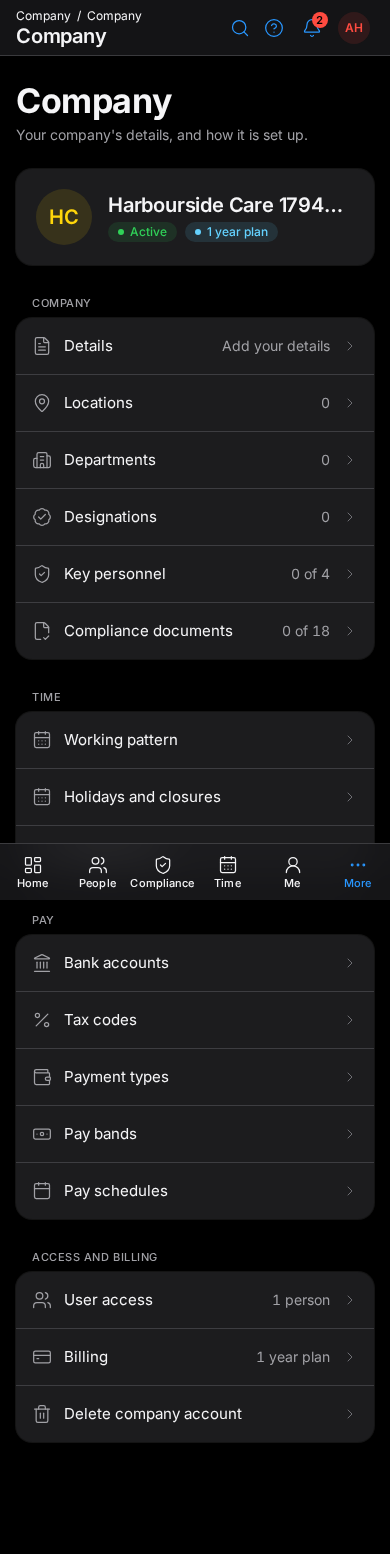 Company / Company
Company
2
AH
Company
Your company's details, and how it is set up.
HC
Harbourside Care 1794...
Active
1 year plan
COMPANY
Details
Add your details
Locations
0
Departments
0
Designations
0
Key personnel
0 of 4
Compliance documents
0 of 18
TIME
Working pattern
Holidays and closures
Home
People
Compliance
Time
Me
More
PAY
Bank accounts
Tax codes
Payment types
Pay bands
Pay schedules
ACCESS AND BILLING
User access
1 person
Billing
1 year plan
Delete company account